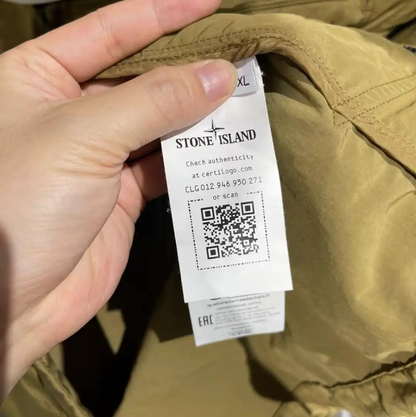 XL
STONE ISLAND
Check authenticity
at certilogo.com
CLG 012 946 950 271
or scan
EAC